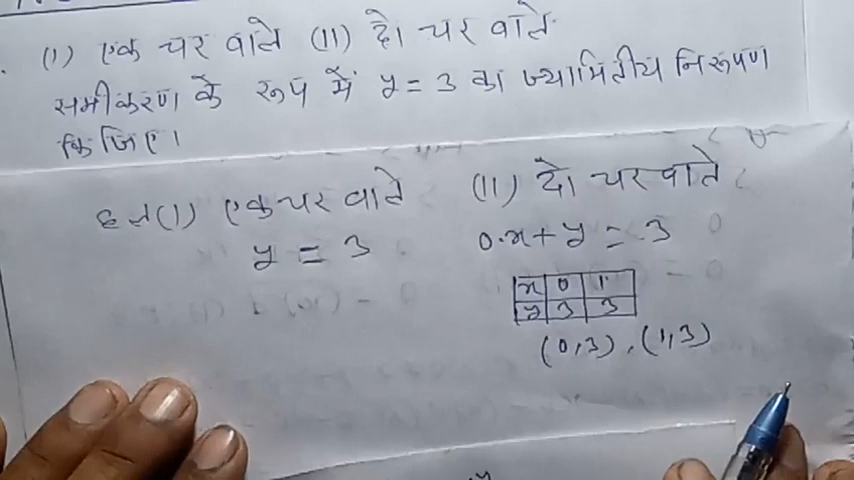 (I) एक चर वाले (II) दो चर वाले
समीकरण के रूप में y = 3 का ज्यामितीय निरूपण
किजिए।
हल (I) एक चर वाले
y = 3
(II) दो चर वाले
0.x + y = 3
x 0 1
y 3 3
(0,3), (1,3)